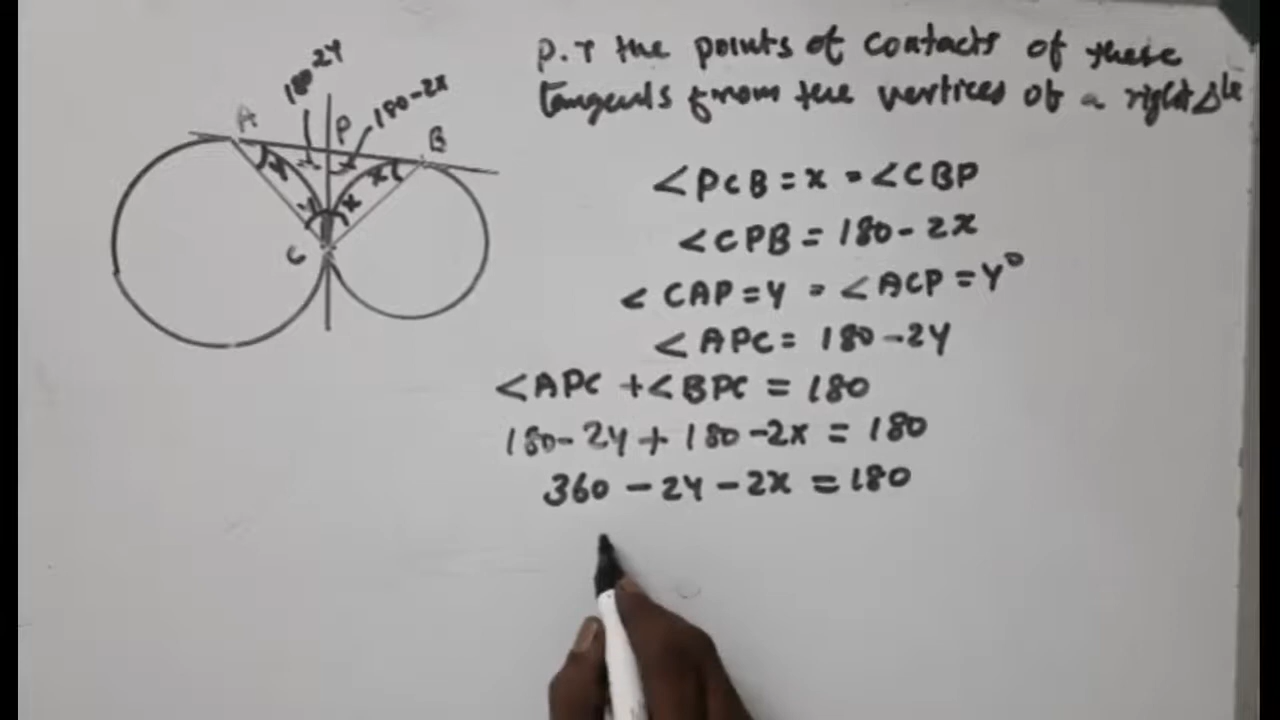 P.T the points of contacts of these
tangents from the vertices of a right Δle
A
180-2Y
P
180-2X
B
Y
X
Y
X
C
∠PCB = x = ∠CBP
∠CPB = 180 - 2x
∠CAP = Y = ∠ACP = Y°
∠APC = 180 - 2Y
∠APC + ∠BPC = 180
180 - 2Y + 180 - 2x = 180
360 - 2Y - 2x = 180